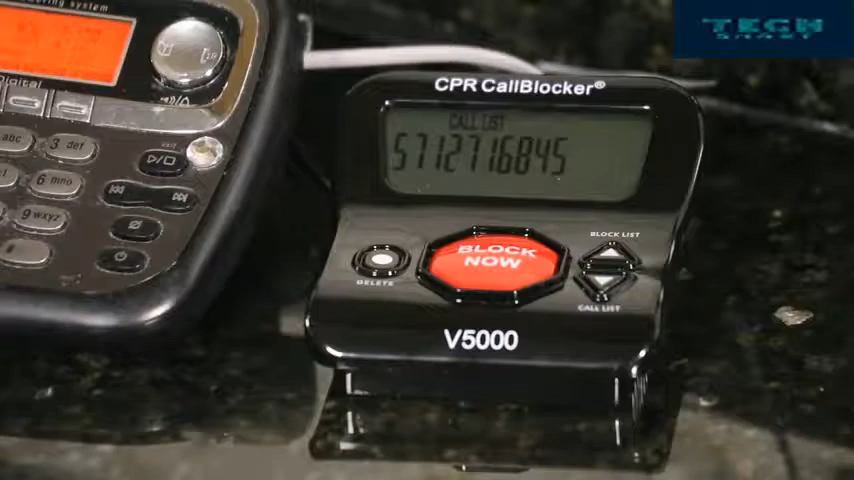 CPR CallBlocker®
CALL LIST
5712716845
BLOCK LIST
BLOCK
NOW
DELETE
CALL LIST
V5000
Digital
abc
3 def
6 mno
9 wxyz
#
TECH